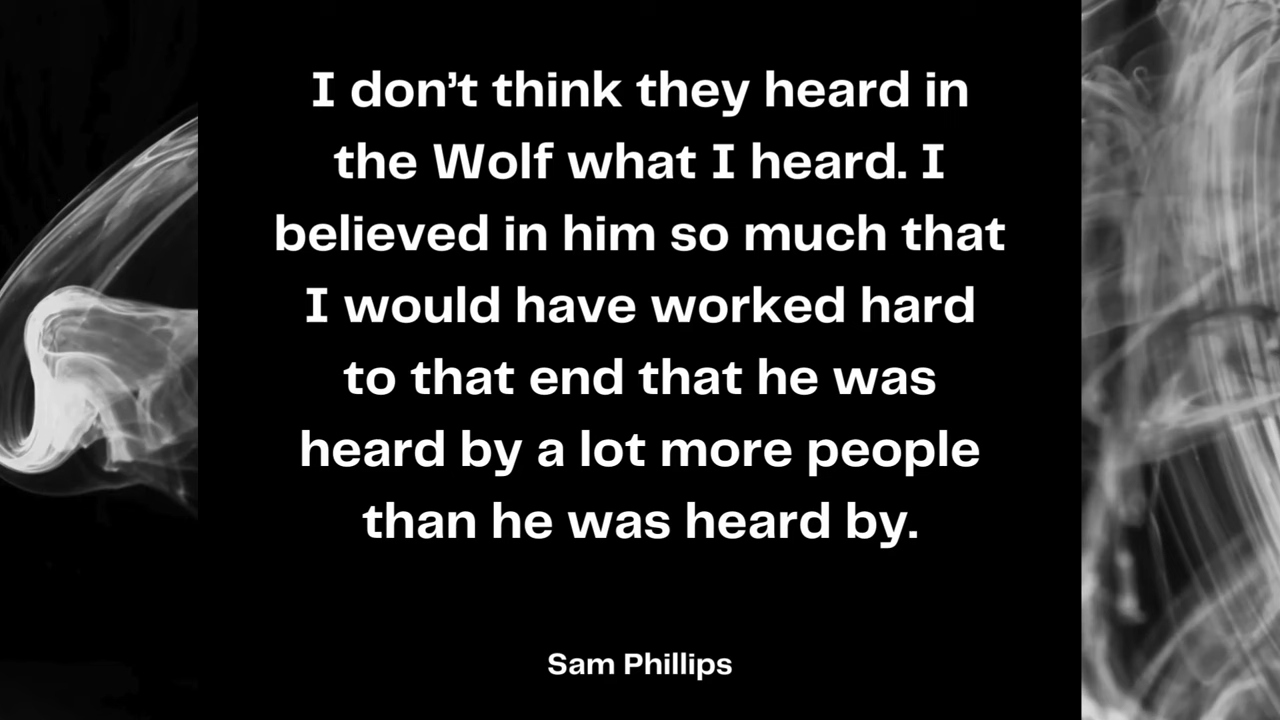 I don’t think they heard in
the Wolf what I heard. I
believed in him so much that
I would have worked hard
to that end that he was
heard by a lot more people
than he was heard by.
Sam Phillips